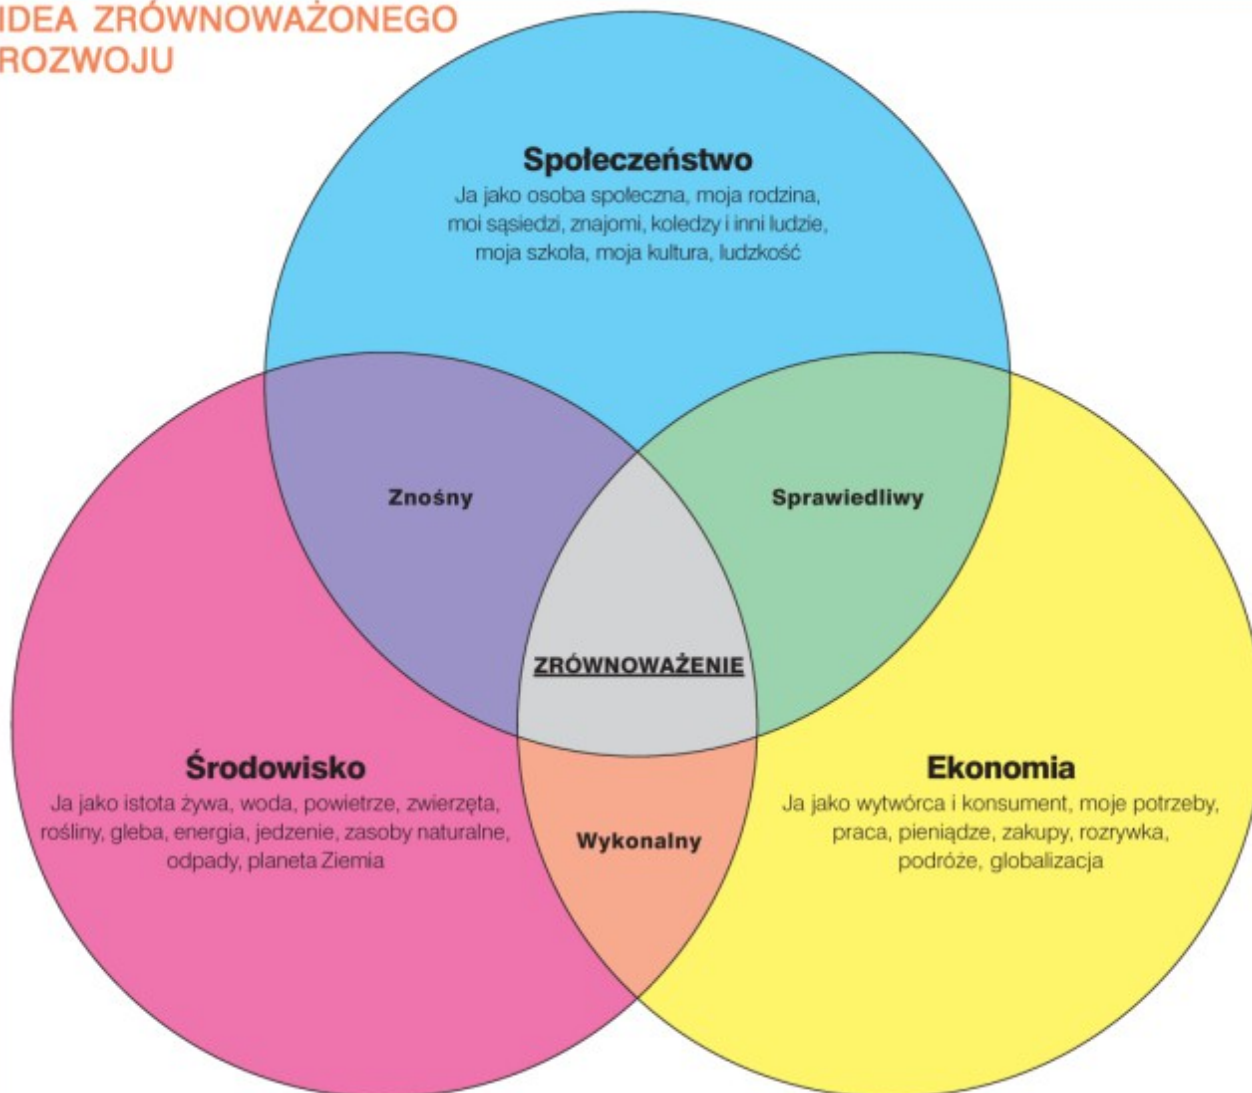 IDEA ZRÓWNOWAŻONEGO
ROZWOJU
Społeczeństwo
Ja jako osoba społeczna, moja rodzina,
moi sąsiedzi, znajomi, koledzy i inni ludzie,
moja szkoła, moja kultura, ludzkość
Znośny
Sprawiedliwy
ZRÓWNOWAŻENIE
Środowisko
Ja jako istota żywa, woda, powietrze, zwierzęta,
rośliny, gleba, energia, jedzenie, zasoby naturalne,
odpady, planeta Ziemia
Wykonalny
Ekonomia
Ja jako wytwórca i konsument, moje potrzeby,
praca, pieniądze, zakupy, rozrywka,
podróże, globalizacja